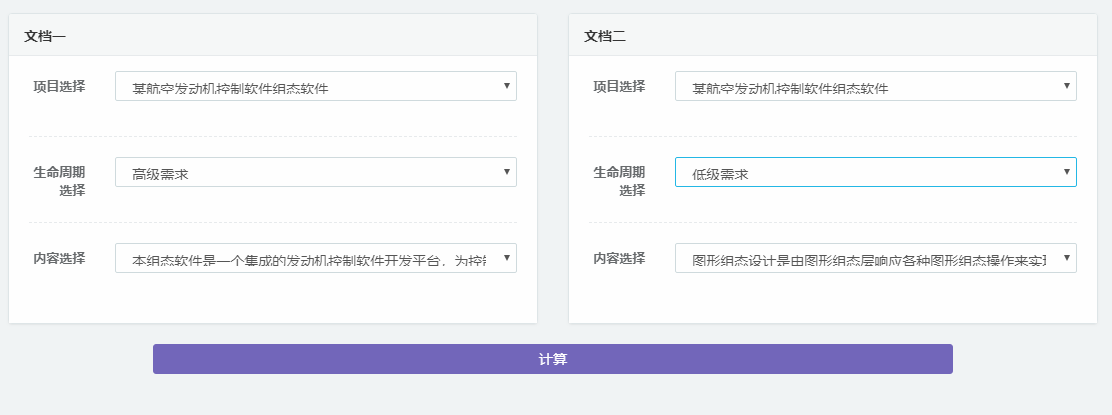 文档一
项目选择
某航空发动机控制软件组态软件
生命周期
选择
高级需求
内容选择
本组态软件是一个集成的发动机控制软件开发平台，为控制
文档二
项目选择
某航空发动机控制软件组态软件
生命周期
选择
低级需求
内容选择
图形组态设计是由图形组态层响应各种图形组态操作来实现
计算